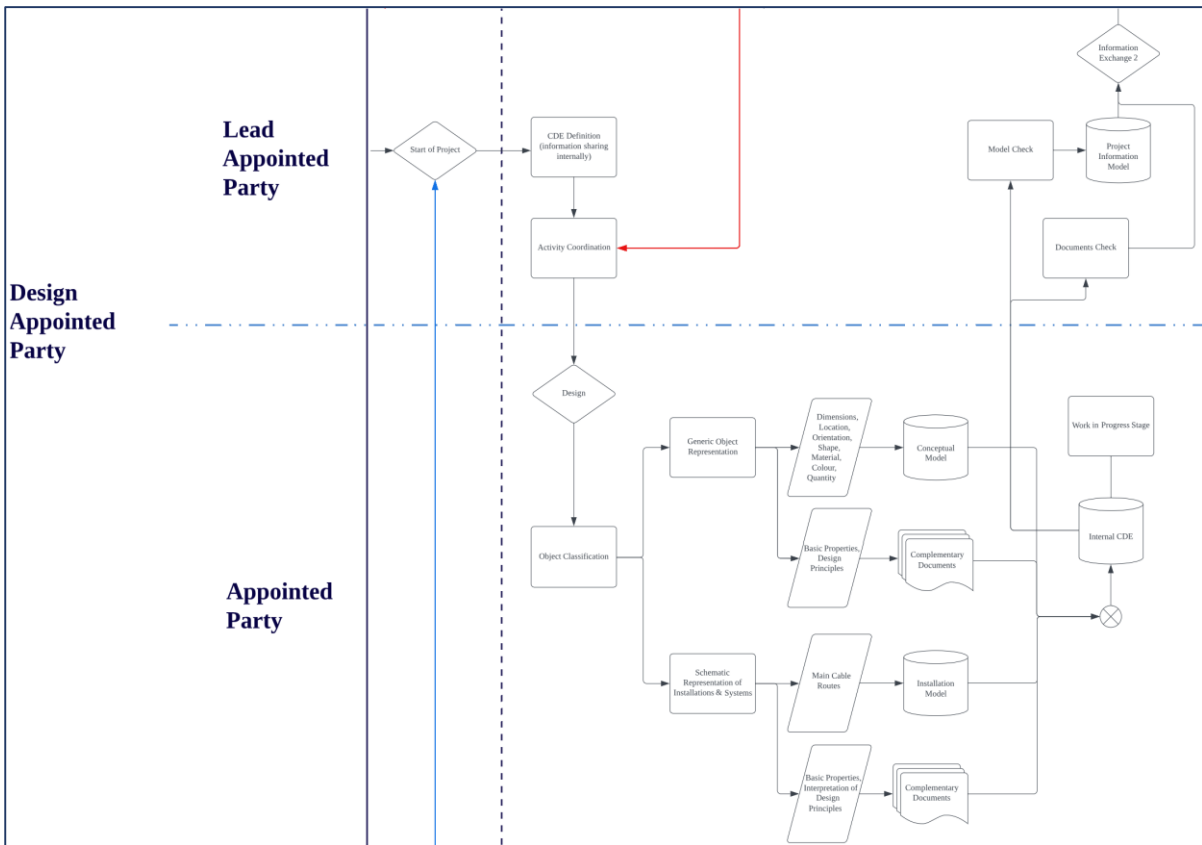 Information
Exchange 2
Lead
Appointed
Party
Start of Project
CDE Definition
(information sharing
internally)
Model Check
Project
Information
Model
Activity Coordination
Documents Check
Design
Appointed
Party
Design
Generic Object
Representation
Dimensions,
Location,
Orientation,
Shape,
Material,
Colour,
Quantity
Conceptual
Model
Work in Progress Stage
Object Classification
Basic Properties,
Design
Principles
Complementary
Documents
Internal CDE
Appointed
Party
Schematic
Representation of
Installations & Systems
Main Cable
Routes
Installation
Model
Basic Properties,
Interpretation of
Design
Principles
Complementary
Documents